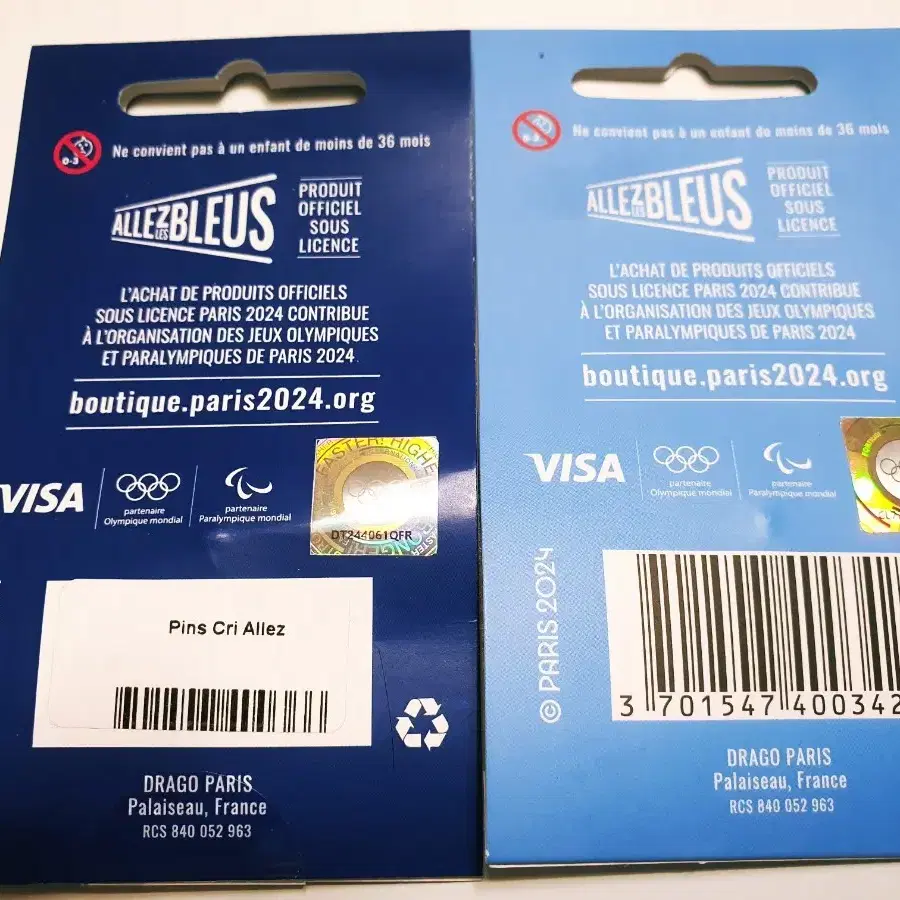 0-3
Ne convient pas à un enfant de moins de 36 mois
ALLEZ LES BLEUS
PRODUIT
OFFICIEL
SOUS
LICENCE
L'ACHAT DE PRODUITS OFFICIELS
SOUS LICENCE PARIS 2024 CONTRIBUE
À L'ORGANISATION DES JEUX OLYMPIQUES
ET PARALYMPIQUES DE PARIS 2024
boutique.paris2024.org
VISA
partenaire
Olympique mondial
partenaire
Paralympique mondial
FASTER! HIGHE
DT244061QFR
Pins Cri Allez
DRAGO PARIS
Palaiseau, France
RCS 840 052 963
Ne convient pas à un enfant de moins de 36 mois
ALLEZ LES BLEUS
PRODUIT
OFFICIEL
SOUS
LICENCE
L'ACHAT DE PRODUITS OFFICIELS
SOUS LICENCE PARIS 2024 CONTRIBUE
À L'ORGANISATION DES JEUX OLYMPIQUES
ET PARALYMPIQUES DE PARIS 2024
boutique.paris2024.org
VISA
partenaire
Olympique mondial
partenaire
Paralympique mondial
© PARIS 2024
3 701547 400342
DRAGO PARIS
Palaiseau, France
RCS 840 052 963